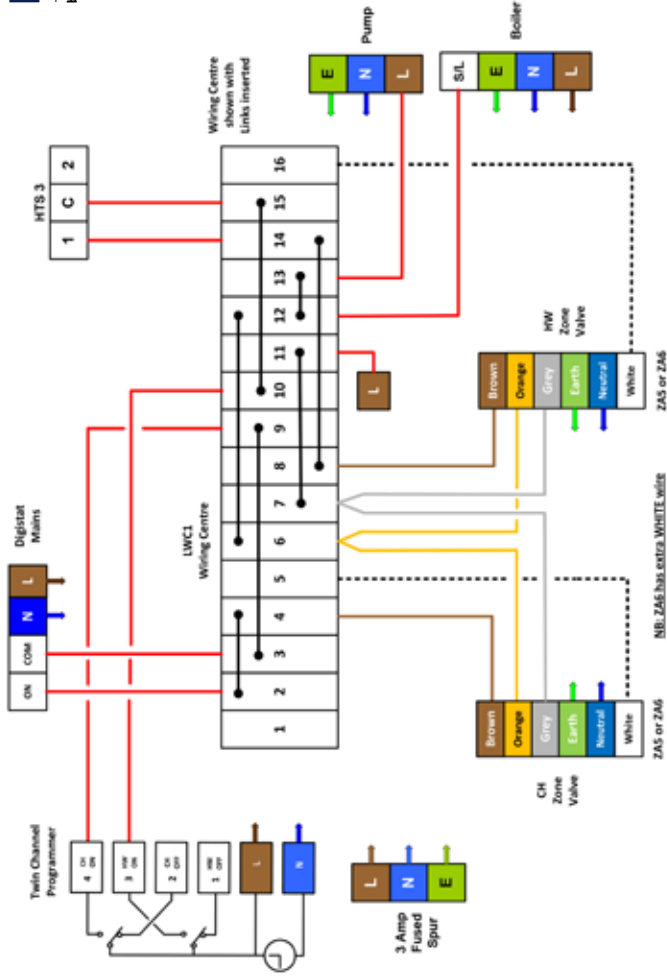 Twin Channel
Programmer
4 CH ON
3 HW ON
2 CH OFF
1 HW OFF
L
N
3 Amp
Fused
Spur
L
N
E
Digistat
Mains
ON
COM
N
L
HTS 3
1
C
2
LWC1
Wiring Centre
Wiring Centre
shown with
Links inserted
1
2
3
4
5
6
7
8
9
10
11
12
13
14
15
16
L
Pump
E
N
L
Boiler
S/L
E
N
L
CH
Zone
Valve
Brown
Orange
Grey
Earth
Neutral
White
ZA5 or ZA6
HW
Zone
Valve
Brown
Orange
Grey
Earth
Neutral
White
ZA5 or ZA6
NB: ZA6 has extra WHITE wire